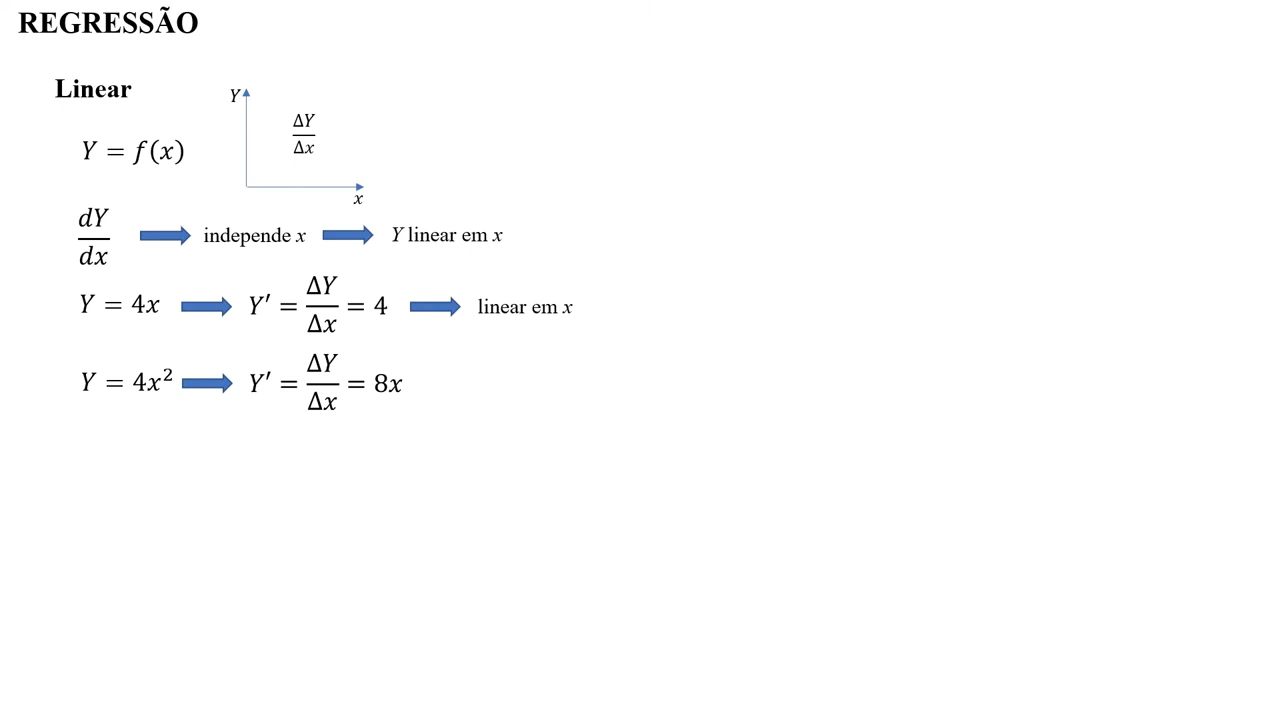 REGRESSÃO
Linear
Y
ΔY
Δx
Y = f(x)
x
dY
dx
independe x
Y linear em x
Y = 4x
Y′ = ΔY/Δx = 4
linear em x
Y = 4x²
Y′ = ΔY/Δx = 8x